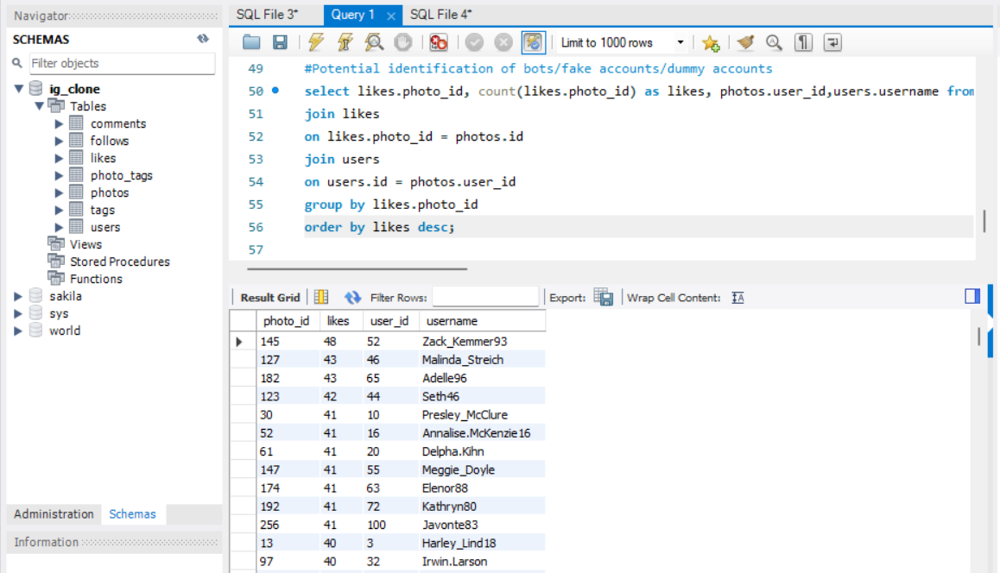 Navigator
SCHEMAS
Filter objects
ig_clone
Tables
comments
follows
likes
photo_tags
photos
tags
users
Views
Stored Procedures
Functions
sakila
sys
world
Administration Schemas
Information
SQL File 3* Query 1 SQL File 4*
Limit to 1000 rows
49 #Potential identification of bots/fake accounts/dummy accounts
50 select likes.photo_id, count(likes.photo_id) as likes, photos.user_id,users.username from
51 join likes
52 on likes.photo_id = photos.id
53 join users
54 on users.id = photos.user_id
55 group by likes.photo_id
56 order by likes desc;
57
Result Grid Filter Rows: Export: Wrap Cell Content:
photo_id likes user_id username
145 48 52 Zack_Kemmer93
127 43 46 Malinda_Streich
182 43 65 Adelle96
123 42 44 Seth46
30 41 10 Presley_McClure
52 41 16 Annalise.McKenzie16
61 41 20 Delpha.Kihn
147 41 55 Meggie_Doyle
174 41 63 Elenor88
192 41 72 Kathryn80
256 41 100 Javonte83
13 40 3 Harley_Lind18
97 40 32 Irwin.Larson